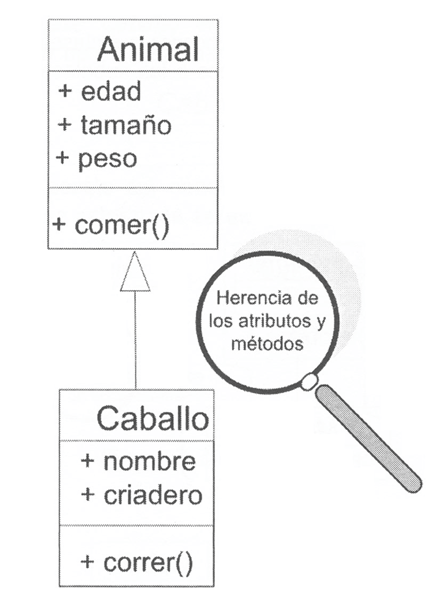 Animal
+ edad
+ tamaño
+ peso
+ comer()
Herencia de
los atributos y
métodos
Caballo
+ nombre
+ criadero
+ correr()